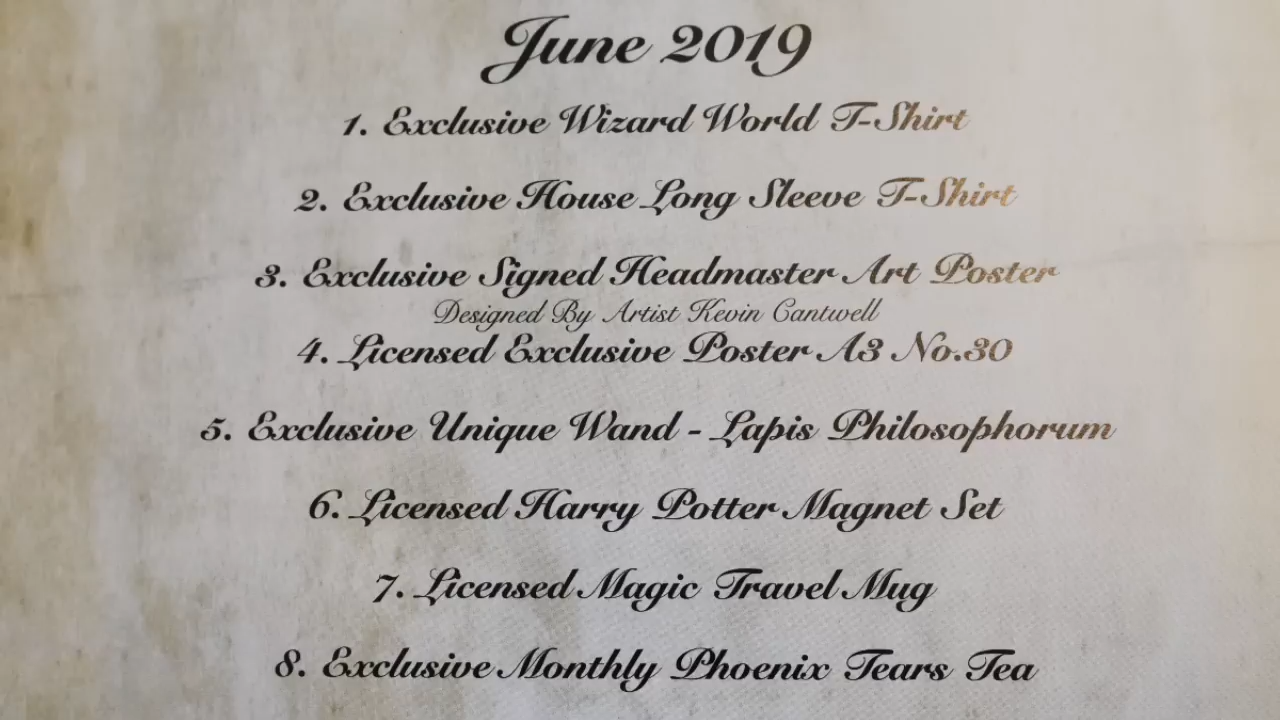 June 2019
1. Exclusive Wizard World T-Shirt
2. Exclusive House Long Sleeve T-Shirt
3. Exclusive Signed Headmaster Art Poster
Designed By Artist Kevin Cantwell
4. Licensed Exclusive Poster A3 No.30
5. Exclusive Unique Wand - Lapis Philosophorum
6. Licensed Harry Potter Magnet Set
7. Licensed Magic Travel Mug
8. Exclusive Monthly Phoenix Tears Tea